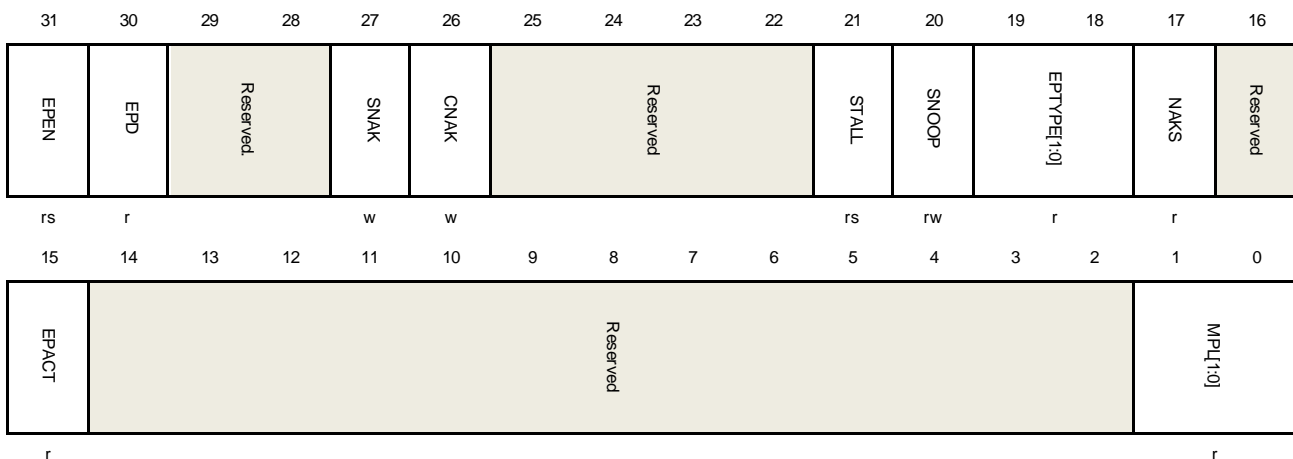 31 30 29 28 27 26 25 24 23 22 21 20 19 18 17 16
EPEN EPD Reserved. SNAK CNAK Reserved STALL SNOOP EPTYPE[1:0] NAKS Reserved
rs r w w rs rw r r
15 14 13 12 11 10 9 8 7 6 5 4 3 2 1 0
EPACT Reserved MPL[1:0]
r r